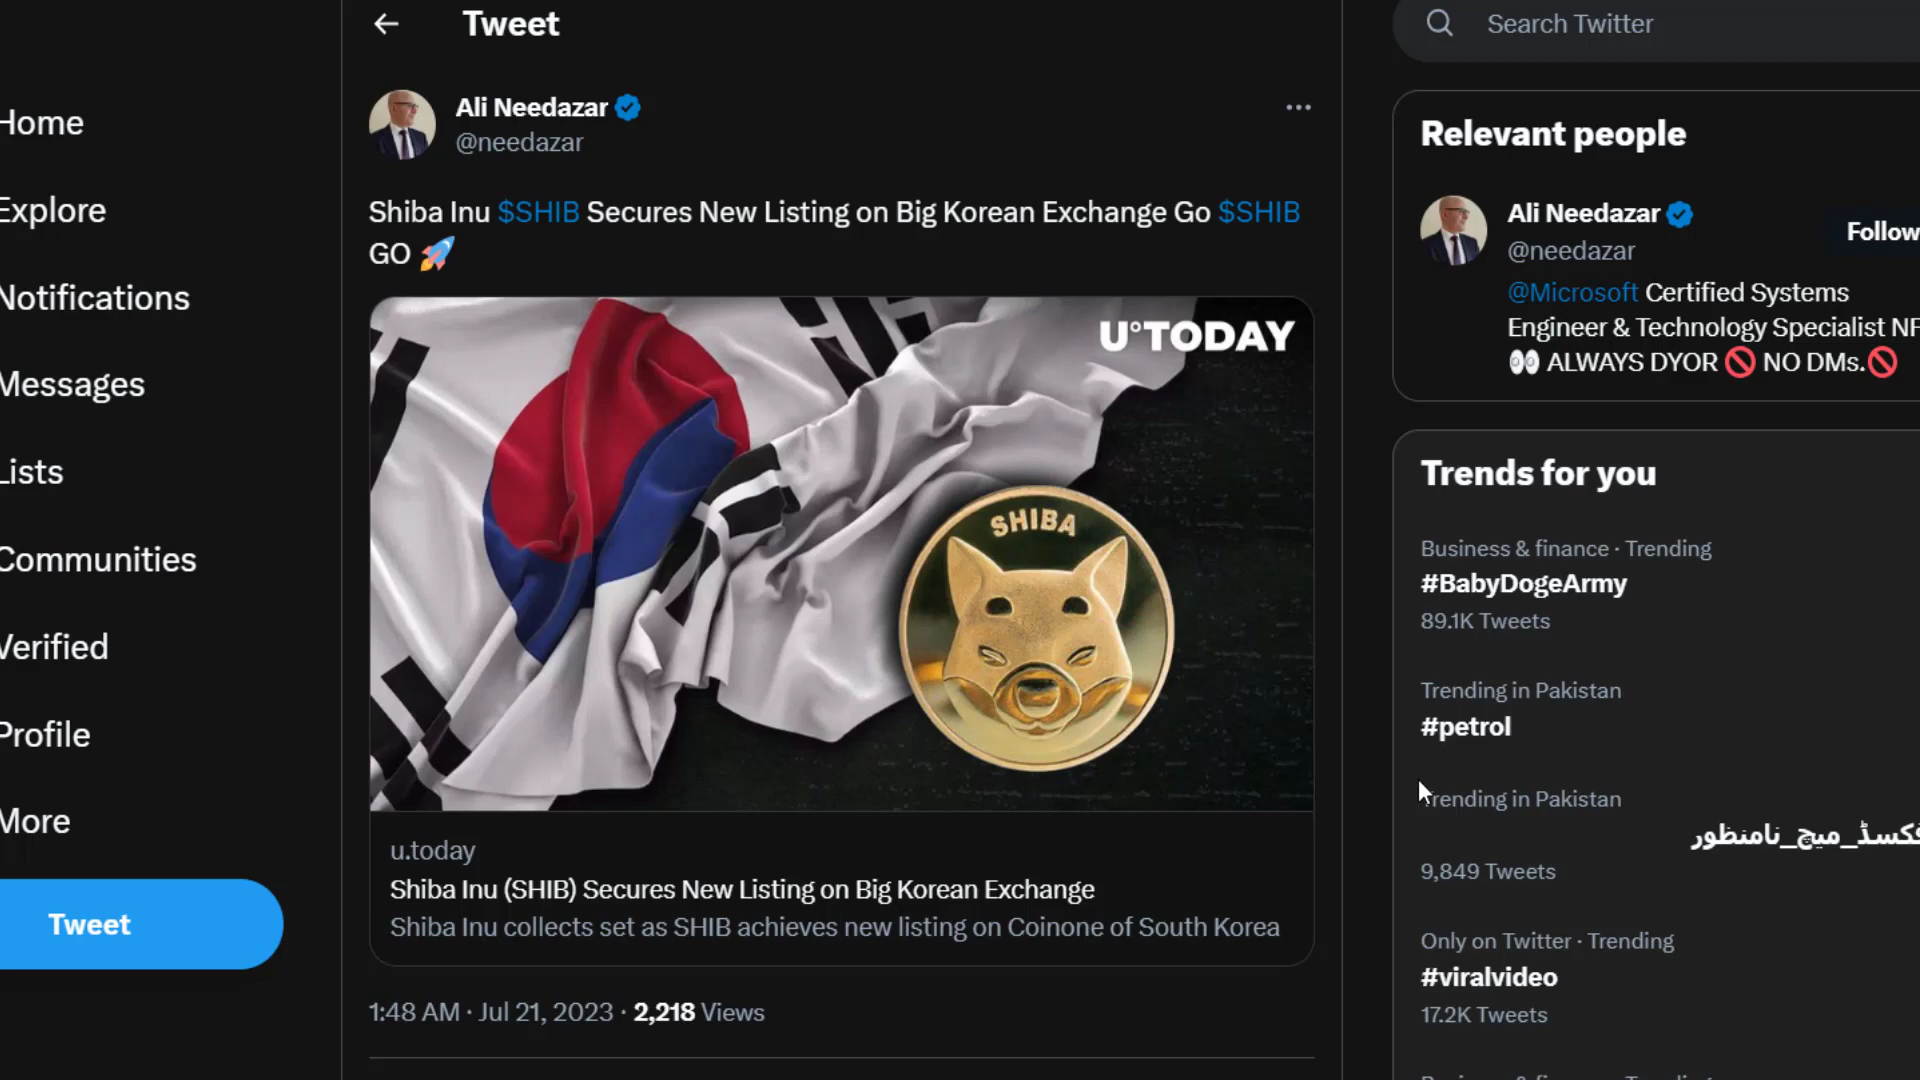 Home
Explore
Notifications
Messages
Lists
Communities
Verified
Profile
More
Tweet
Tweet
Ali Needazar
@needazar
Shiba Inu $SHIB Secures New Listing on Big Korean Exchange Go $SHIB
GO 🚀
U°TODAY
SHIBA
u.today
Shiba Inu (SHIB) Secures New Listing on Big Korean Exchange
Shiba Inu collects set as SHIB achieves new listing on Coinone of South Korea
1:48 AM · Jul 21, 2023 · 2,218 Views
Search Twitter
Relevant people
Ali Needazar
@needazar
Follow
@Microsoft Certified Systems
Engineer & Technology Specialist
👀 ALWAYS DYOR 🚫 NO DMs.🚫
Trends for you
Business & finance · Trending
#BabyDogeArmy
89.1K Tweets
Trending in Pakistan
#petrol
Trending in Pakistan
فکسڈ_میچ_نامنظور
9,849 Tweets
Only on Twitter · Trending
#viralvideo
17.2K Tweets